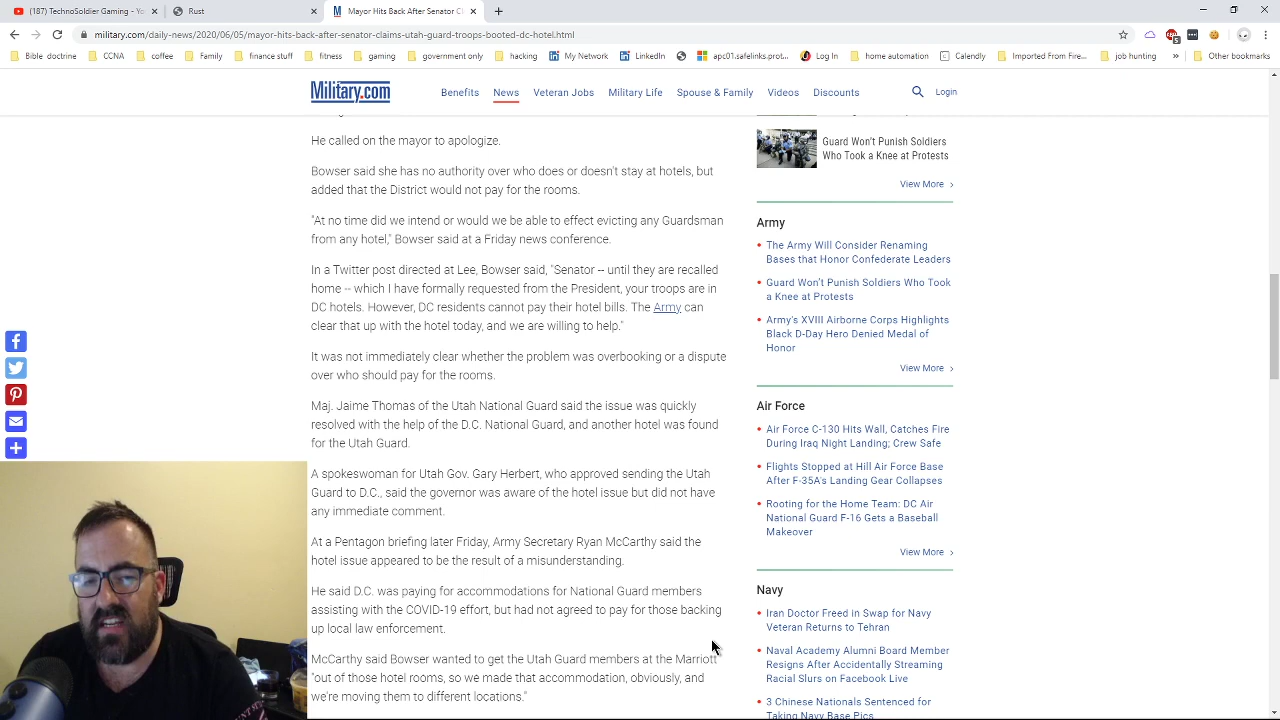 (187) TechnoSoldier Gaming - Yo
Rust
Mayor Hits Back After Senator Cl
military.com/daily-news/2020/06/05/mayor-hits-back-after-senator-claims-utah-guard-troops-booted-dc-hotel.html
Bible doctrine
CCNA
coffee
Family
finance stuff
fitness
gaming
government only
hacking
My Network
LinkedIn
apc01.safelinks.prot...
Log In
home automation
Calendly
Imported From Fire...
job hunting
»
Other bookmarks
Military.com
Benefits
News
Veteran Jobs
Military Life
Spouse & Family
Videos
Discounts
Login
He called on the mayor to apologize.
Bowser said she has no authority over who does or doesn't stay at hotels, but
added that the District would not pay for the rooms.
"At no time did we intend or would we be able to effect evicting any Guardsman
from any hotel," Bowser said at a Friday news conference.
In a Twitter post directed at Lee, Bowser said, "Senator -- until they are recalled
home -- which I have formally requested from the President, your troops are in
DC hotels. However, DC residents cannot pay their hotel bills. The Army can
clear that up with the hotel today, and we are willing to help."
It was not immediately clear whether the problem was overbooking or a dispute
over who should pay for the rooms.
Maj. Jaime Thomas of the Utah National Guard said the issue was quickly
resolved with the help of the D.C. National Guard, and another hotel was found
for the Utah Guard.
A spokeswoman for Utah Gov. Gary Herbert, who approved sending the Utah
Guard to D.C., said the governor was aware of the hotel issue but did not have
any immediate comment.
At a Pentagon briefing later Friday, Army Secretary Ryan McCarthy said the
hotel issue appeared to be the result of a misunderstanding.
He said D.C. was paying for accommodations for National Guard members
assisting with the COVID-19 effort, but had not agreed to pay for those backing
up local law enforcement.
McCarthy said Bowser wanted to get the Utah Guard members at the Marriott
"out of those hotel rooms, so we made that accommodation, obviously, and
we're moving them to different locations."
Guard Won't Punish Soldiers
Who Took a Knee at Protests
View More
Army
The Army Will Consider Renaming
Bases that Honor Confederate Leaders
Guard Won't Punish Soldiers Who Took
a Knee at Protests
Army's XVIII Airborne Corps Highlights
Black D-Day Hero Denied Medal of
Honor
View More
Air Force
Air Force C-130 Hits Wall, Catches Fire
During Iraq Night Landing; Crew Safe
Flights Stopped at Hill Air Force Base
After F-35A's Landing Gear Collapses
Rooting for the Home Team: DC Air
National Guard F-16 Gets a Baseball
Makeover
View More
Navy
Iran Doctor Freed in Swap for Navy
Veteran Returns to Tehran
Naval Academy Alumni Board Member
Resigns After Accidentally Streaming
Racial Slurs on Facebook Live
3 Chinese Nationals Sentenced for
Taking Navy Base Pics